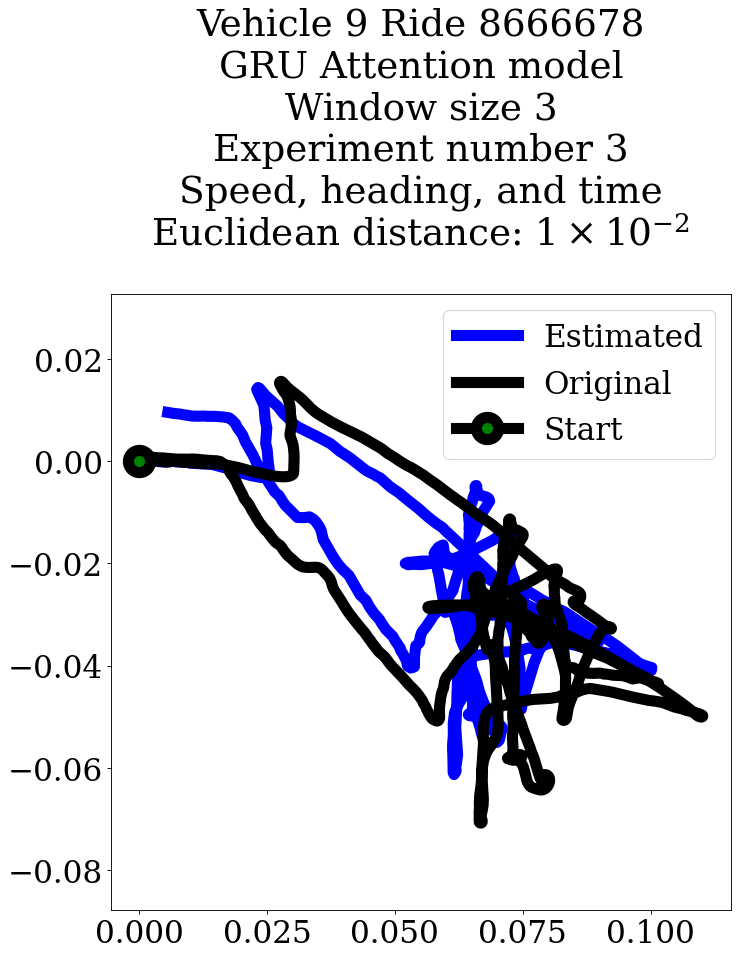 Vehicle 9 Ride 8666678
GRU Attention model
Window size 3
Experiment number 3
Speed, heading, and time
Euclidean distance: 1 × 10⁻²
Estimated
Original
Start
0.02
0.00
−0.02
−0.04
−0.06
−0.08
0.000 0.025 0.050 0.075 0.100